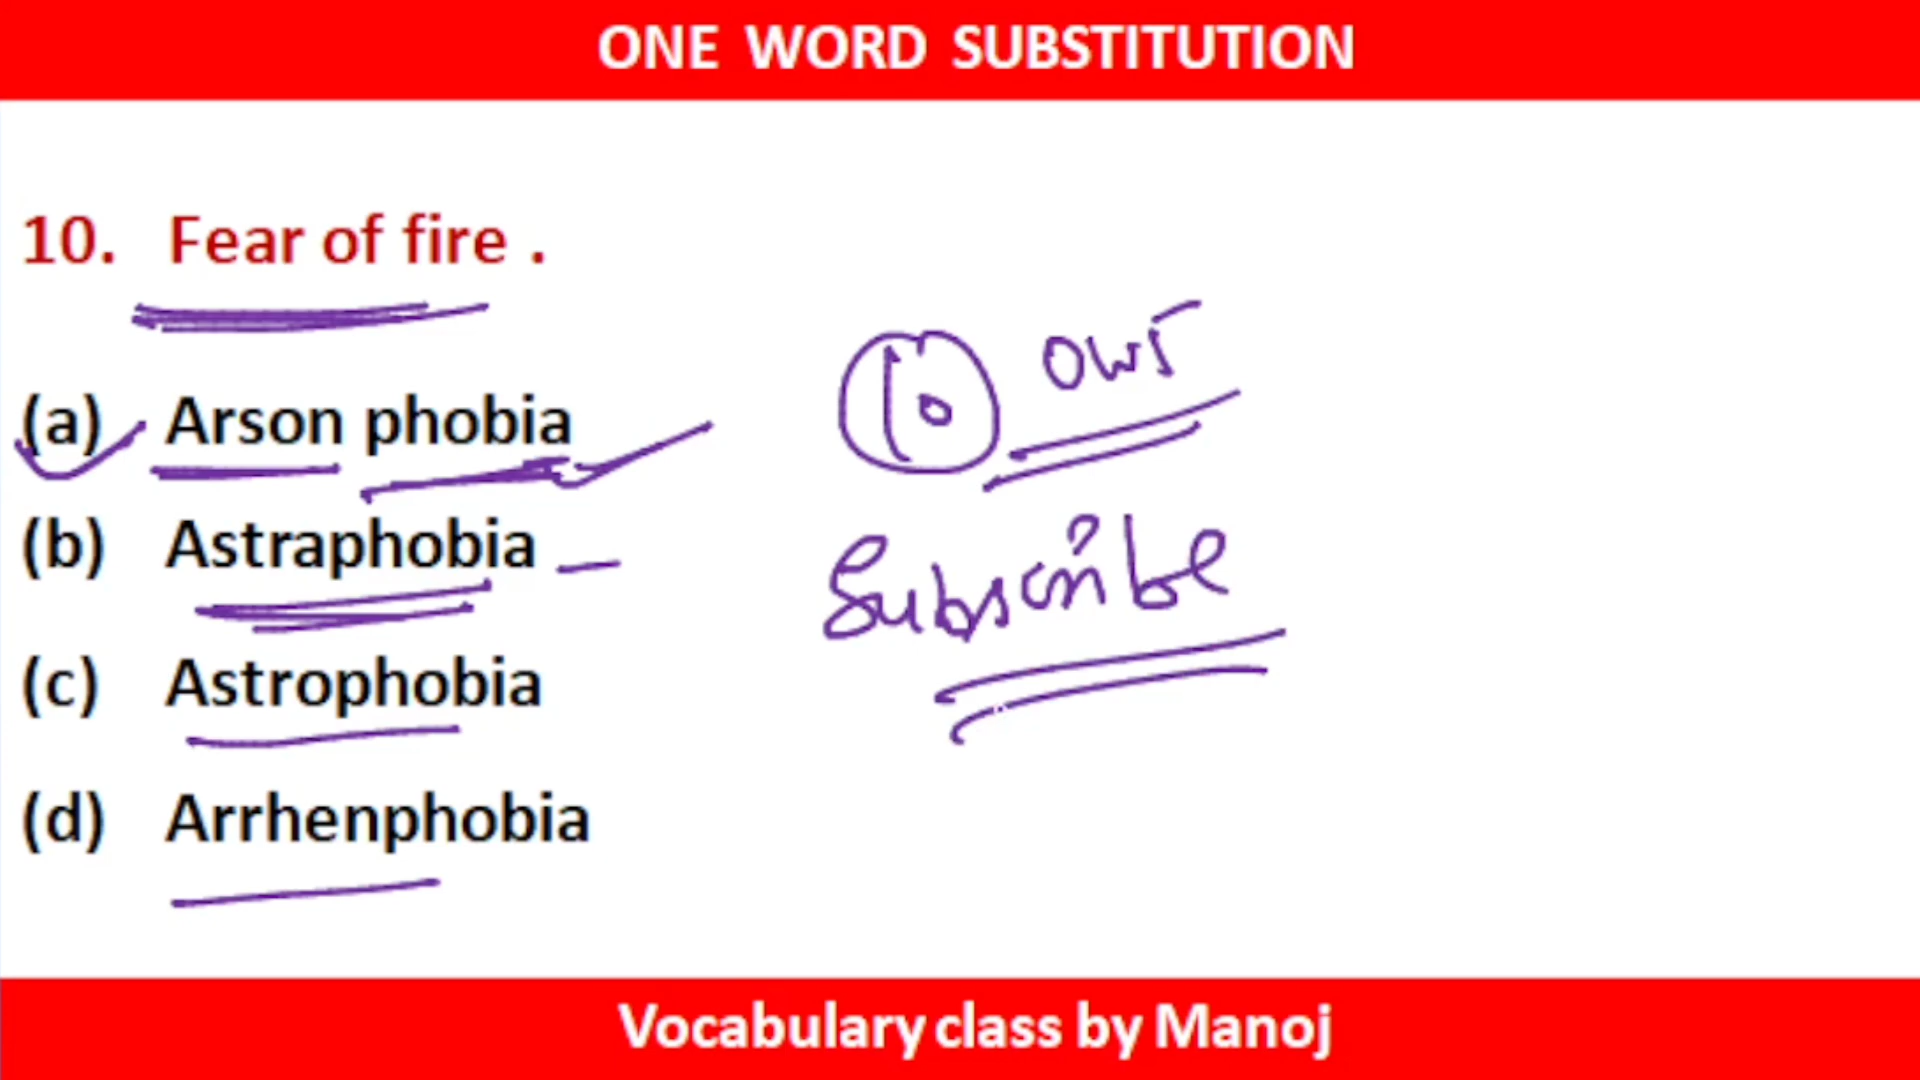 ONE WORD SUBSTITUTION
10. Fear of fire .
(a) Arson phobia
(b) Astraphobia
(c) Astrophobia
(d) Arrhenphobia
10 OWS
Subscribe
Vocabulary class by Manoj